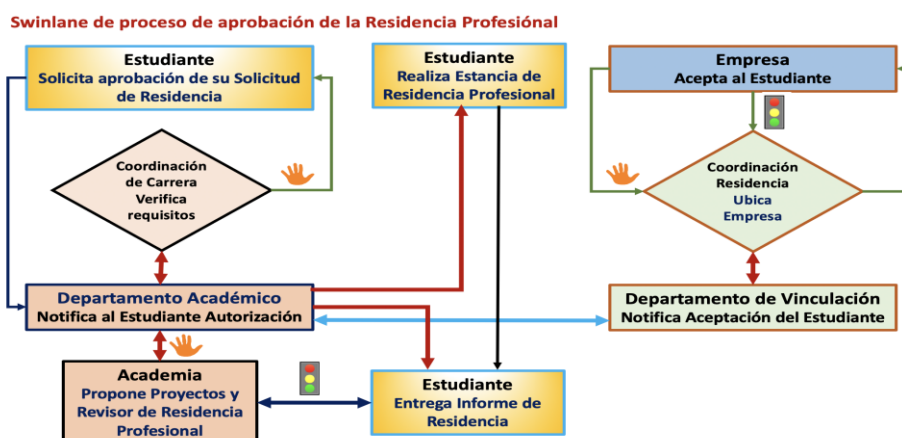 Swinlane de proceso de aprobación de la Residencia Profesiónal
Estudiante
Solicita aprobación de su Solicitud
de Residencia
Estudiante
Realiza Estancia de
Residencia Profesional
Empresa
Acepta al Estudiante
Coordinación
de Carrera
Verifica
requisitos
Coordinación
Residencia
Ubica
Empresa
Departamento Académico
Notifica al Estudiante Autorización
Departamento de Vinculación
Notifica Aceptación del Estudiante
Academia
Propone Proyectos y
Revisor de Residencia
Profesional
Estudiante
Entrega Informe de
Residencia